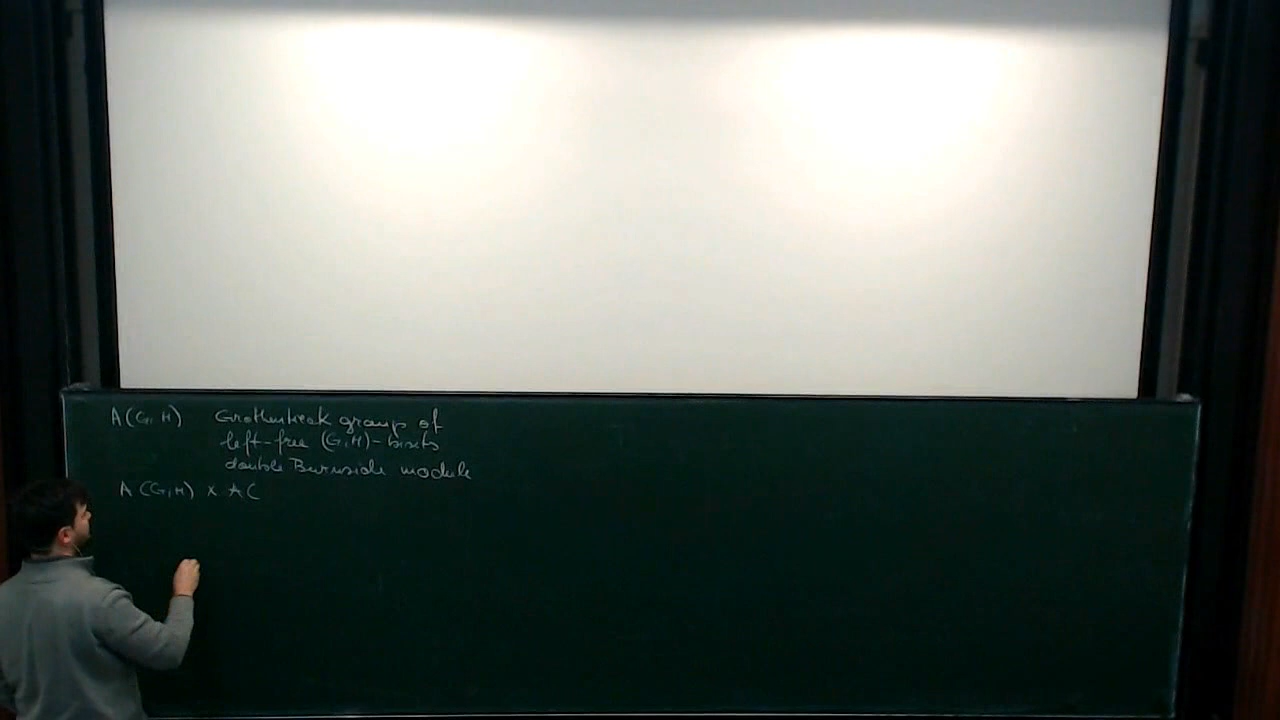 A(G,H) Grothendieck group of
left-free (G,H)-bisets
double Burnside module
A(G,H) × A(